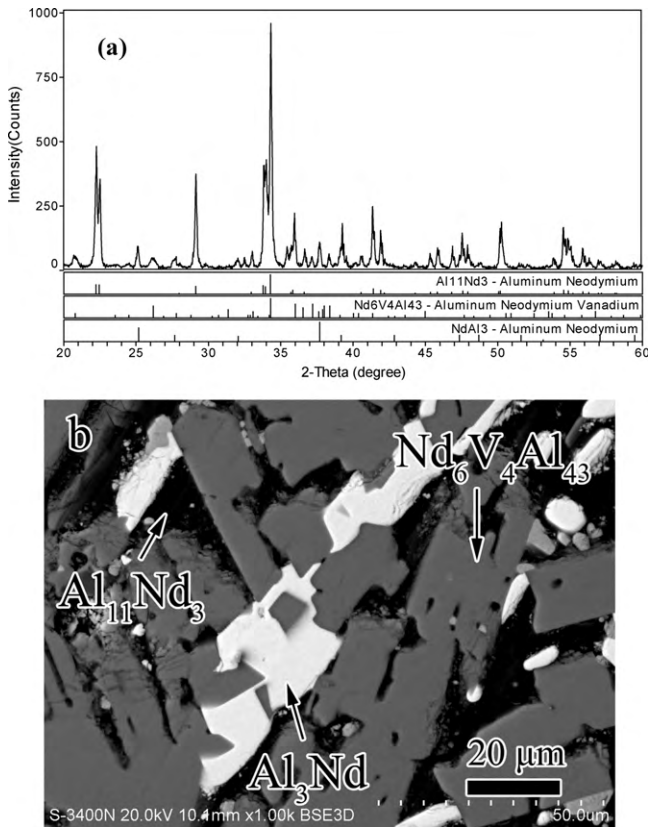 1000
(a)
750
500
250
0
Intensity(Counts)
Al11Nd3 - Aluminum Neodymium
Nd6V4Al43 - Aluminum Neodymium Vanadium
NdAl3 - Aluminum Neodymium
20 25 30 35 40 45 50 55 60
2-Theta (degree)
b
Nd6V4Al43
Al11Nd3
Al3Nd
20 µm
S-3400N 20.0kV 10.1mm x1.00k BSE3D 50.0um